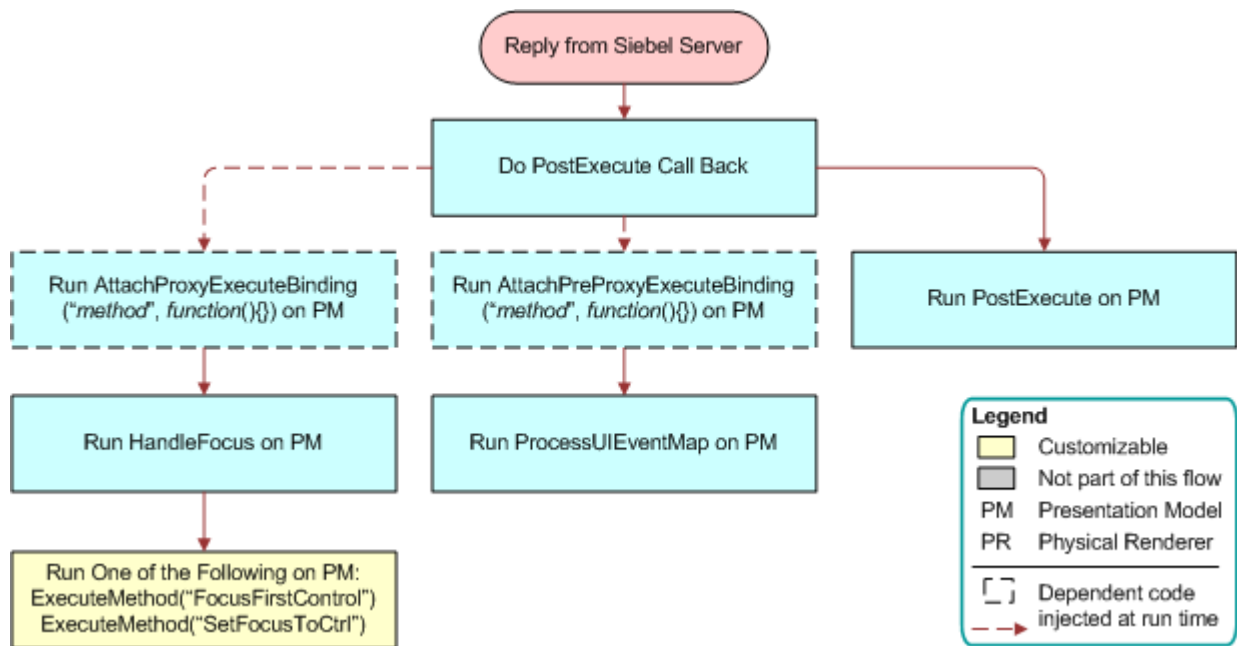 Reply from Siebel Server
Do PostExecute Call Back
Run AttachProxyExecuteBinding
(“method”, function(){}) on PM
Run AttachPreProxyExecuteBinding
(“method”, function(){}) on PM
Run PostExecute on PM
Run HandleFocus on PM
Run ProcessUIEventMap on PM
Run One of the Following on PM:
ExecuteMethod(“FocusFirstControl”)
ExecuteMethod(“SetFocusToCtrl”)
Legend
Customizable
Not part of this flow
PM Presentation Model
PR Physical Renderer
Dependent code
injected at run time